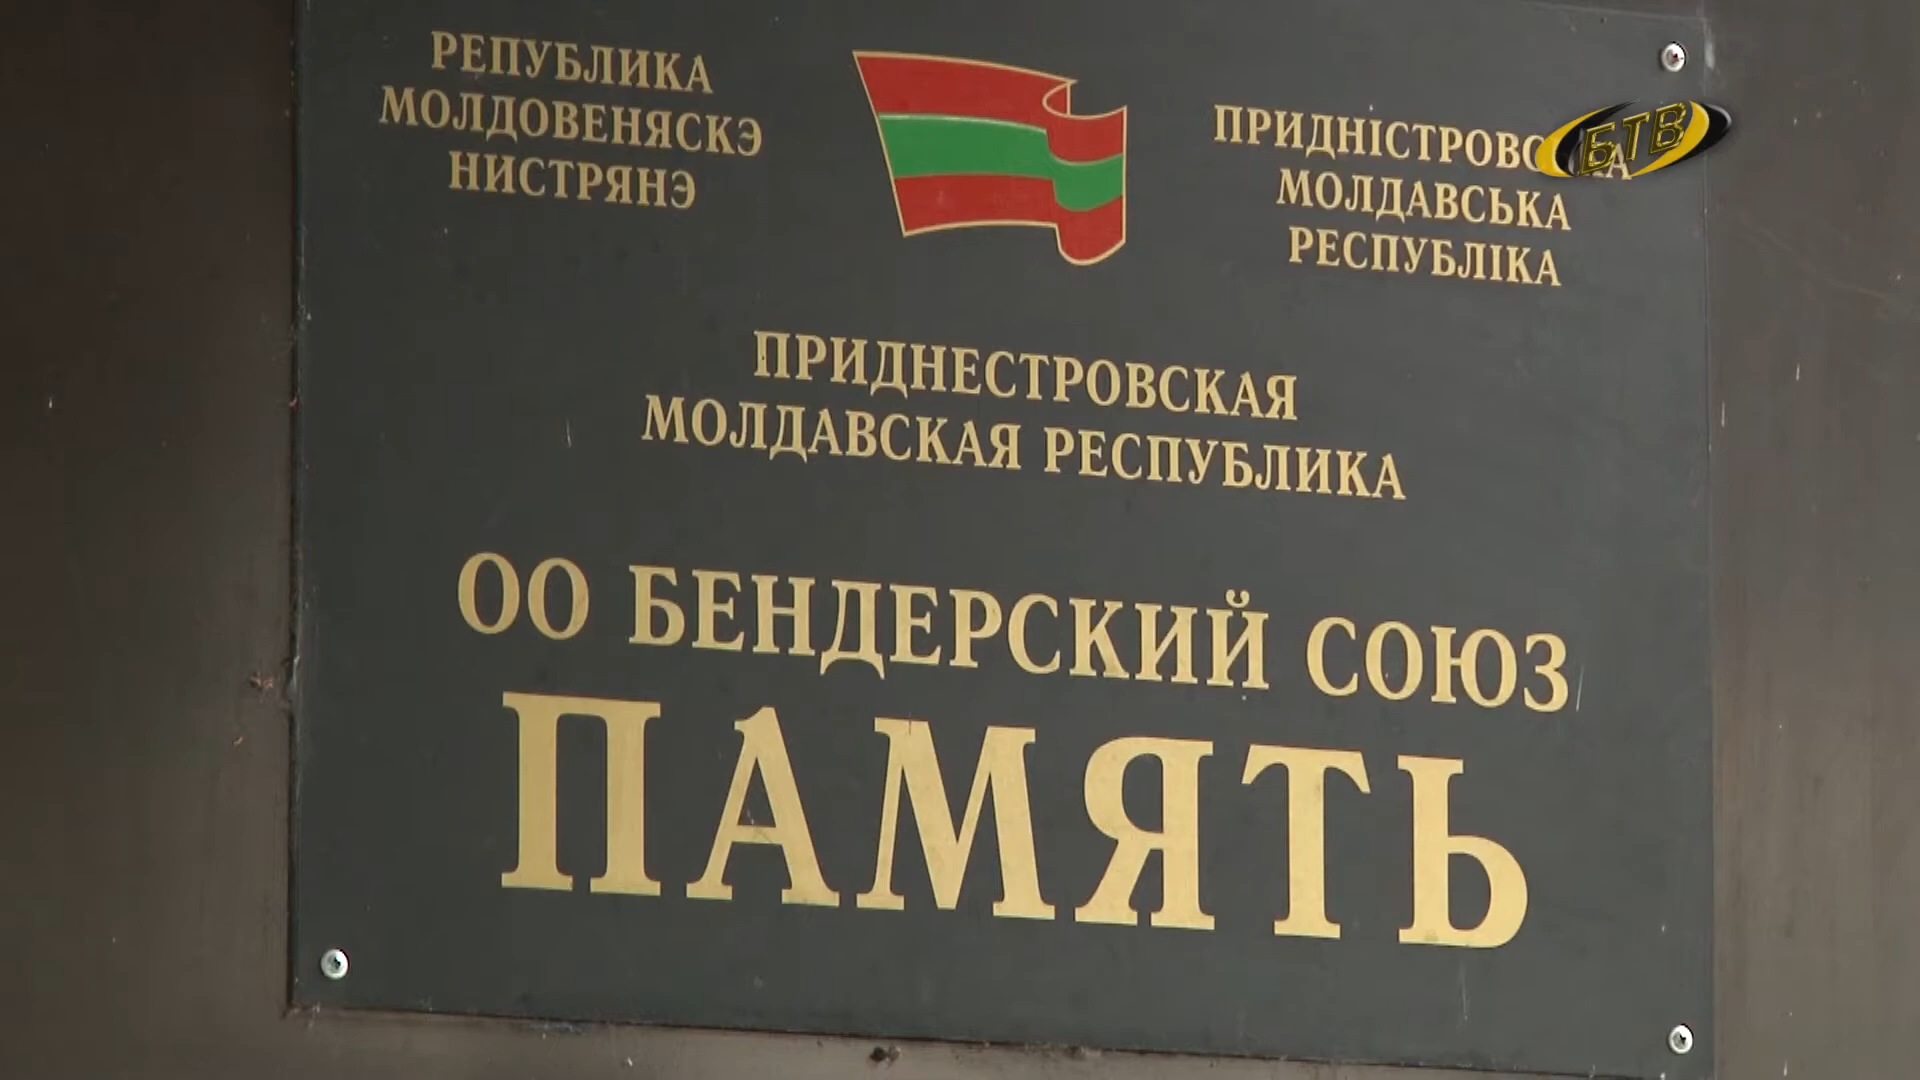 РЕПУБЛИКА
МОЛДОВЕНЯСКЭ
НИСТРЯНЭ
ПРИДНІСТРОВСЬКА
МОЛДАВСЬКА
РЕСПУБЛІКА
БТВ
ПРИДНЕСТРОВСКАЯ
МОЛДАВСКАЯ РЕСПУБЛИКА
ОО БЕНДЕРСКИЙ СОЮЗ
ПАМЯТЬ